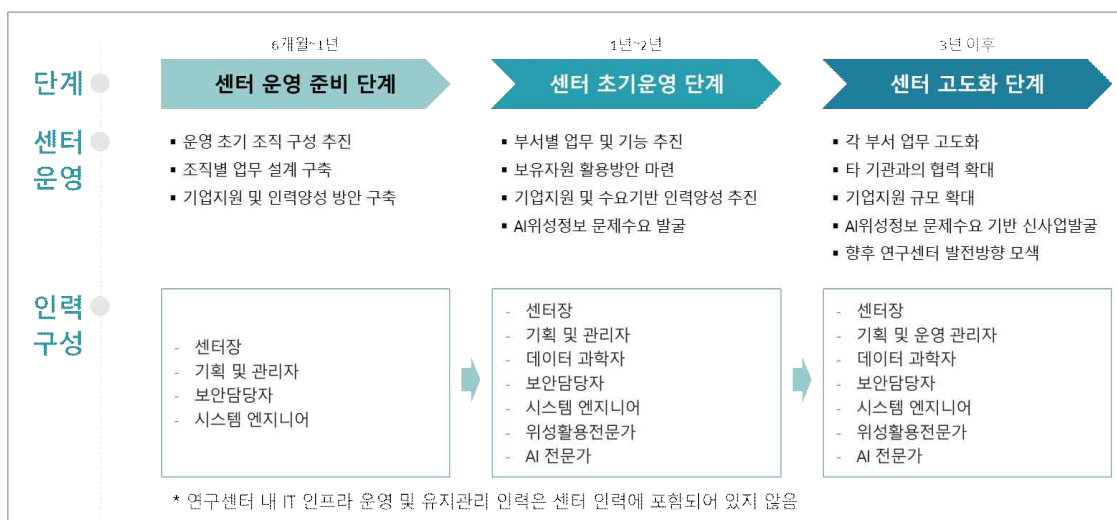 6개월~1년
1년~2년
3년 이후
단계
센터 운영 준비 단계
센터 초기운영 단계
센터 고도화 단계
센터
운영
▪ 운영 초기 조직 구성 추진
▪ 조직별 업무 설계 구축
▪ 기업지원 및 인력양성 방안 구축
▪ 부서별 업무 및 기능 추진
▪ 보유자원 활용방안 마련
▪ 기업지원 및 수요기반 인력양성 추진
▪ AI위성정보 문제수요 발굴
▪ 각 부서 업무 고도화
▪ 타 기관과의 협력 확대
▪ 기업지원 규모 확대
▪ AI위성정보 문제수요 기반 신사업발굴
▪ 향후 연구센터 발전방향 모색
인력
구성
- 센터장
- 기획 및 관리자
- 보안담당자
- 시스템 엔지니어
- 센터장
- 기획 및 관리자
- 데이터 과학자
- 보안담당자
- 시스템 엔지니어
- 위성활용전문가
- AI 전문가
- 센터장
- 기획 및 운영 관리자
- 데이터 과학자
- 보안담당자
- 시스템 엔지니어
- 위성활용전문가
- AI 전문가
* 연구센터 내 IT 인프라 운영 및 유지관리 인력은 센터 인력에 포함되어 있지 않음